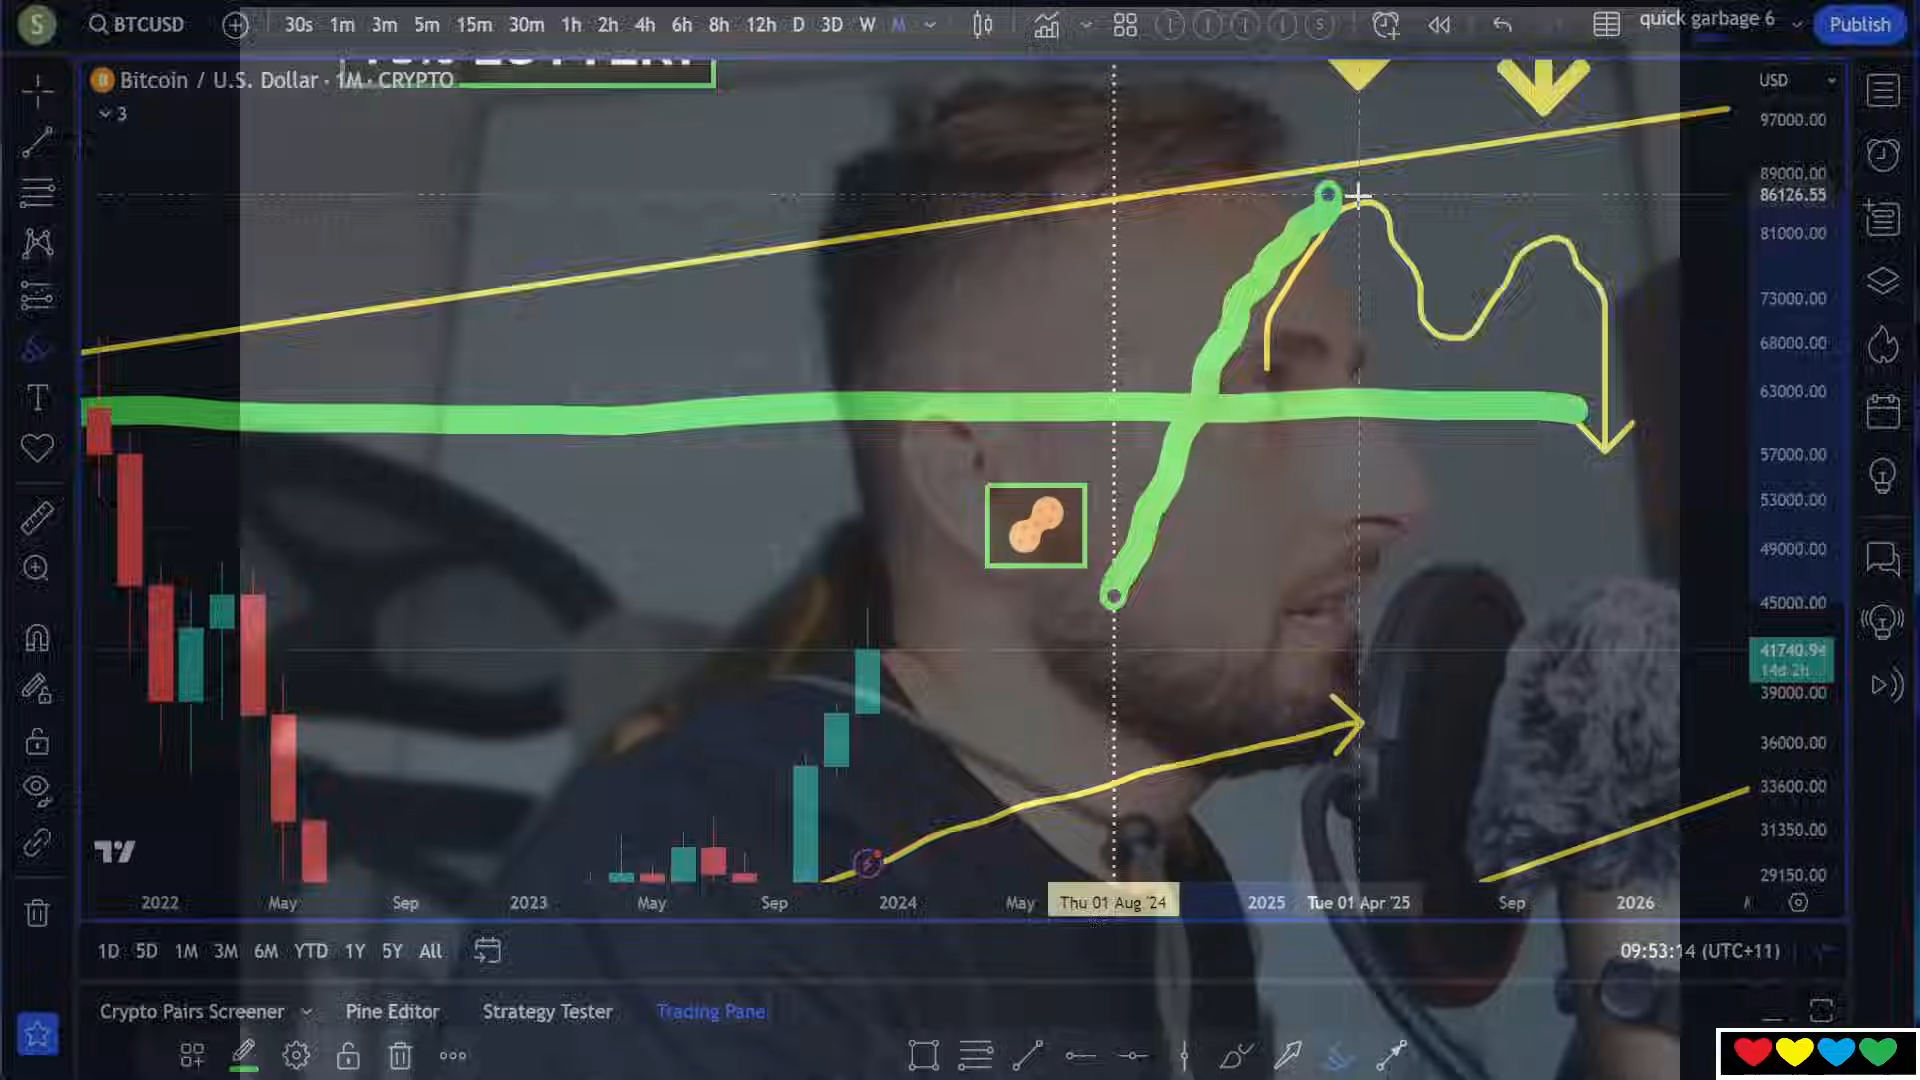 S
BTCUSD
30s 1m 3m 5m 15m 30m 1h 2h 4h 6h 8h 12h D 3D W M
S
quick garbage 6
Publish
Bitcoin / U.S. Dollar · 1M · CRYPTO
3
USD
97000.00
89000.00
86126.55
81000.00
73000.00
68000.00
63000.00
57000.00
53000.00
49000.00
45000.00
41740.94
14d 2h
39000.00
36000.00
33600.00
31350.00
29150.00
2022 May Sep 2023 May Sep 2024 May Thu 01 Aug '24 2025 Tue 01 Apr '25 Sep 2026
1D 5D 1M 3M 6M YTD 1Y 5Y All
09:53:14 (UTC+11)
Crypto Pairs Screener Pine Editor Strategy Tester Trading Pane